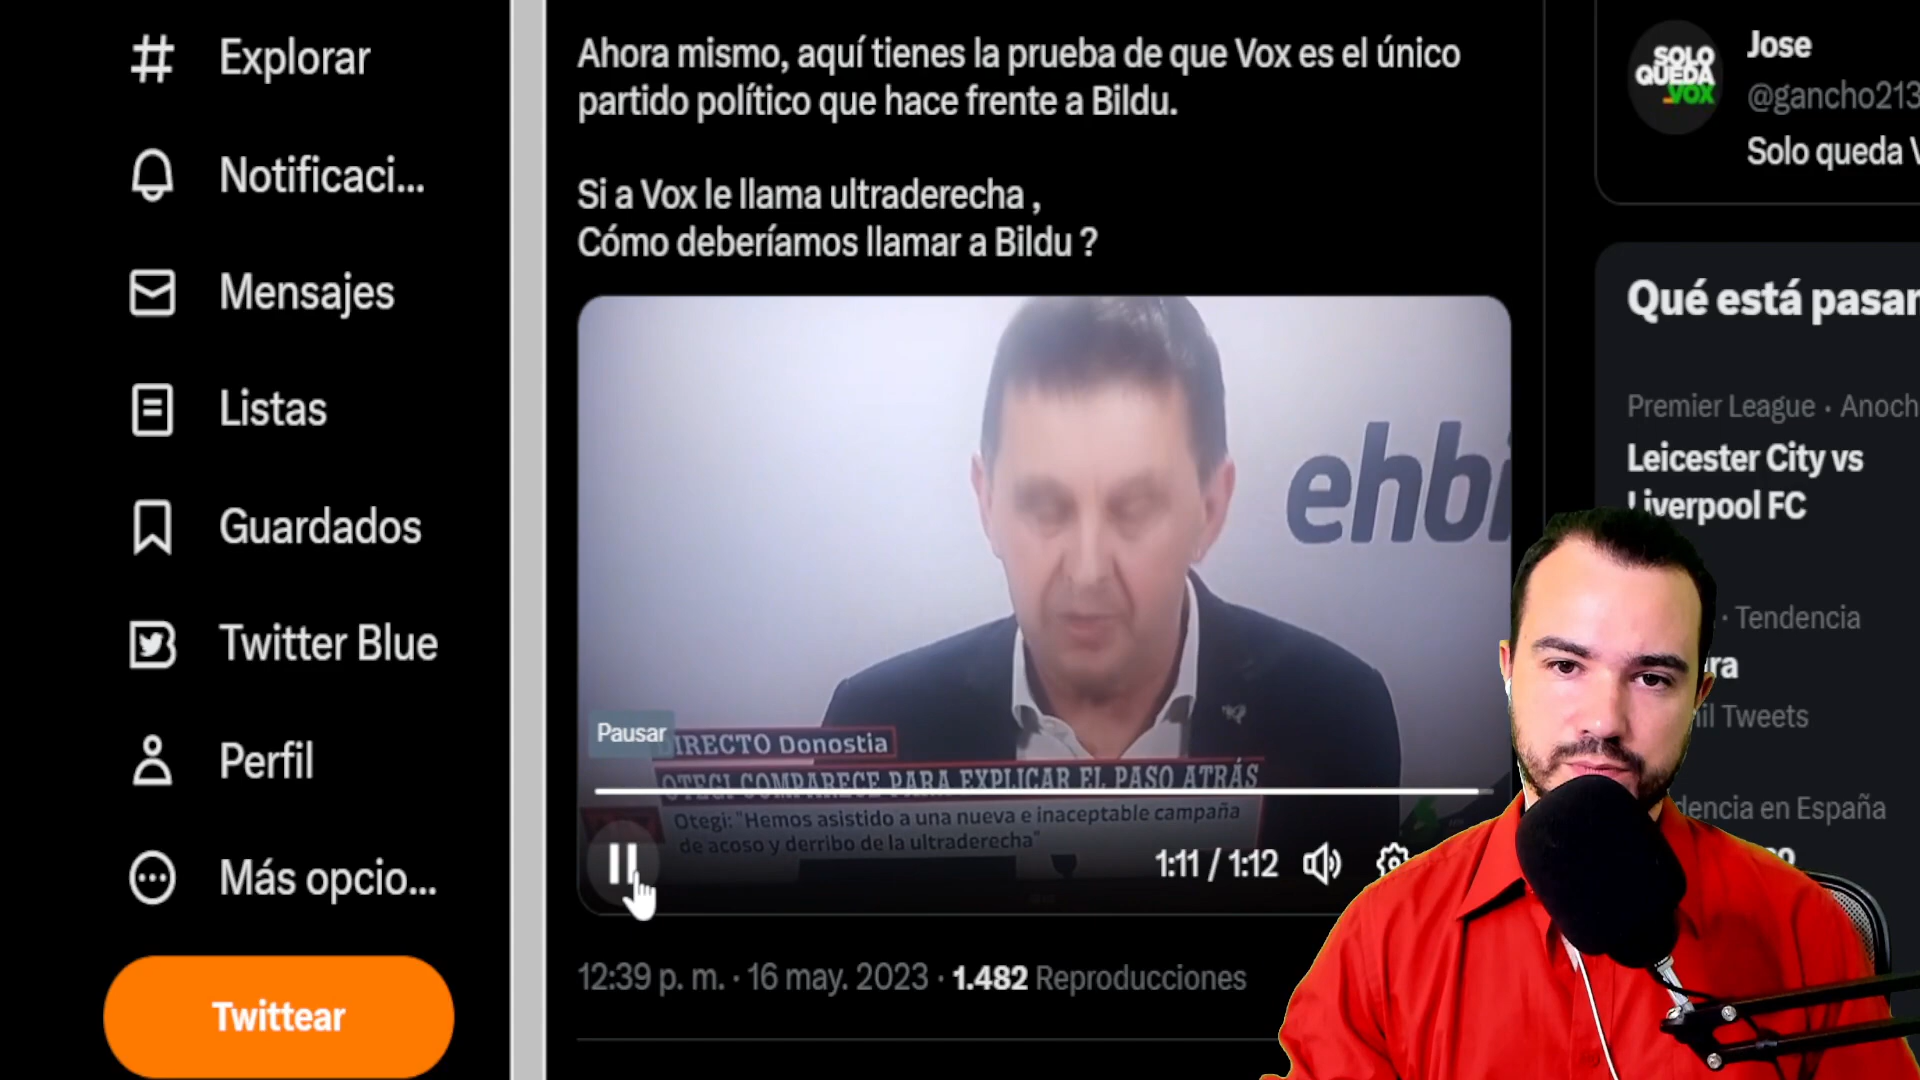 Explorar
Notificaci...
Mensajes
Listas
Guardados
Twitter Blue
Perfil
Más opcio...
Twittear
Ahora mismo, aquí tienes la prueba de que Vox es el único
partido político que hace frente a Bildu.
Si a Vox le llama ultraderecha ,
Cómo deberíamos llamar a Bildu ?
ehbi
Pausar
DIRECTO Donostia
OTEGI COMPARECE PARA EXPLICAR EL PASO ATRÁS
Otegi: "Hemos asistido a una nueva e inaceptable campaña
de acoso y derribo de la ultraderecha"
1:11 / 1:12
12:39 p. m. · 16 may. 2023 · 1.482 Reproducciones
SOLO
QUEDA
VOX
Jose
@gancho213
Solo queda V
Qué está pasan
Premier League · Anoch
Leicester City vs
Liverpool FC
· Tendencia
ra
mil Tweets
dencia en España